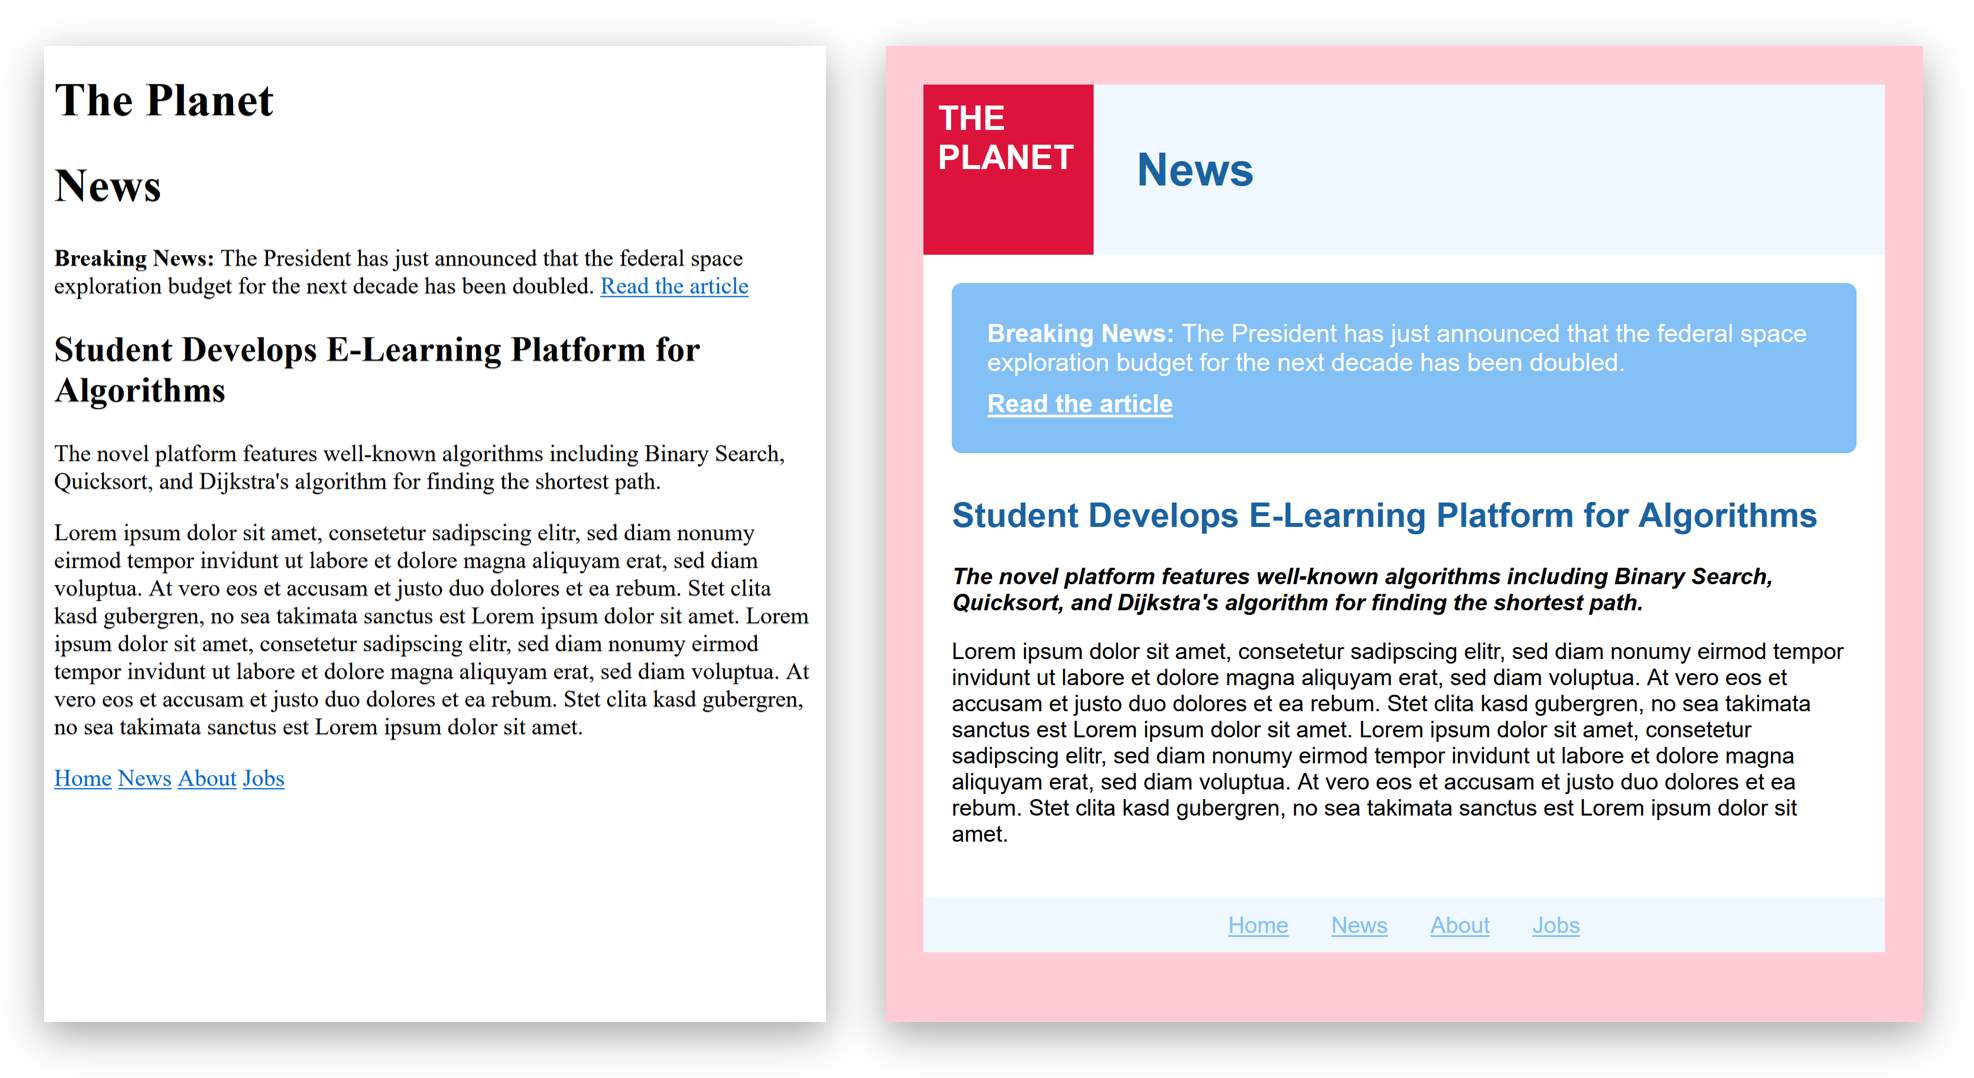 The Planet
News
Breaking News: The President has just announced that the federal space
exploration budget for the next decade has been doubled. Read the article
Student Develops E-Learning Platform for
Algorithms
The novel platform features well-known algorithms including Binary Search,
Quicksort, and Dijkstra's algorithm for finding the shortest path.
Lorem ipsum dolor sit amet, consetetur sadipscing elitr, sed diam nonumy
eirmod tempor invidunt ut labore et dolore magna aliquyam erat, sed diam
voluptua. At vero eos et accusam et justo duo dolores et ea rebum. Stet clita
kasd gubergren, no sea takimata sanctus est Lorem ipsum dolor sit amet. Lorem
ipsum dolor sit amet, consetetur sadipscing elitr, sed diam nonumy eirmod
tempor invidunt ut labore et dolore magna aliquyam erat, sed diam voluptua. At
vero eos et accusam et justo duo dolores et ea rebum. Stet clita kasd gubergren,
no sea takimata sanctus est Lorem ipsum dolor sit amet.
Home News About Jobs
THE
PLANET
News
Breaking News: The President has just announced that the federal space
exploration budget for the next decade has been doubled.
Read the article
Student Develops E-Learning Platform for Algorithms
The novel platform features well-known algorithms including Binary Search,
Quicksort, and Dijkstra's algorithm for finding the shortest path.
Lorem ipsum dolor sit amet, consetetur sadipscing elitr, sed diam nonumy eirmod tempor
invidunt ut labore et dolore magna aliquyam erat, sed diam voluptua. At vero eos et
accusam et justo duo dolores et ea rebum. Stet clita kasd gubergren, no sea takimata
sanctus est Lorem ipsum dolor sit amet. Lorem ipsum dolor sit amet, consetetur
sadipscing elitr, sed diam nonumy eirmod tempor invidunt ut labore et dolore magna
aliquyam erat, sed diam voluptua. At vero eos et accusam et justo duo dolores et ea
rebum. Stet clita kasd gubergren, no sea takimata sanctus est Lorem ipsum dolor sit
amet.
Home News About Jobs